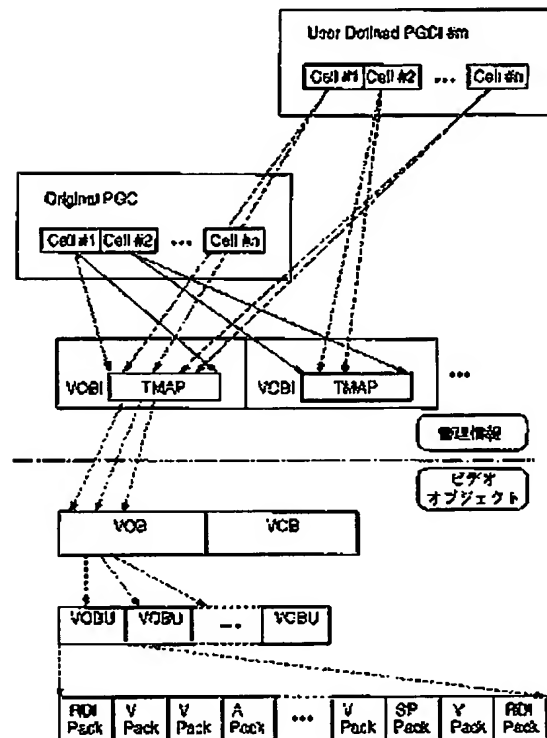 User Defined PGCI #m
Cell #1 Cell #2 ... Cell #n
Original PGC
Cell #1 Cell #2 ... Cell #n
VOBI TMAP VOBI TMAP ...
管理情報
ビデオ
オブジェクト
VOB VOB
VOBU VOBU ... VOBU
RDI Pack V Pack V Pack A Pack ... V Pack SP Pack V Pack RDI Pack